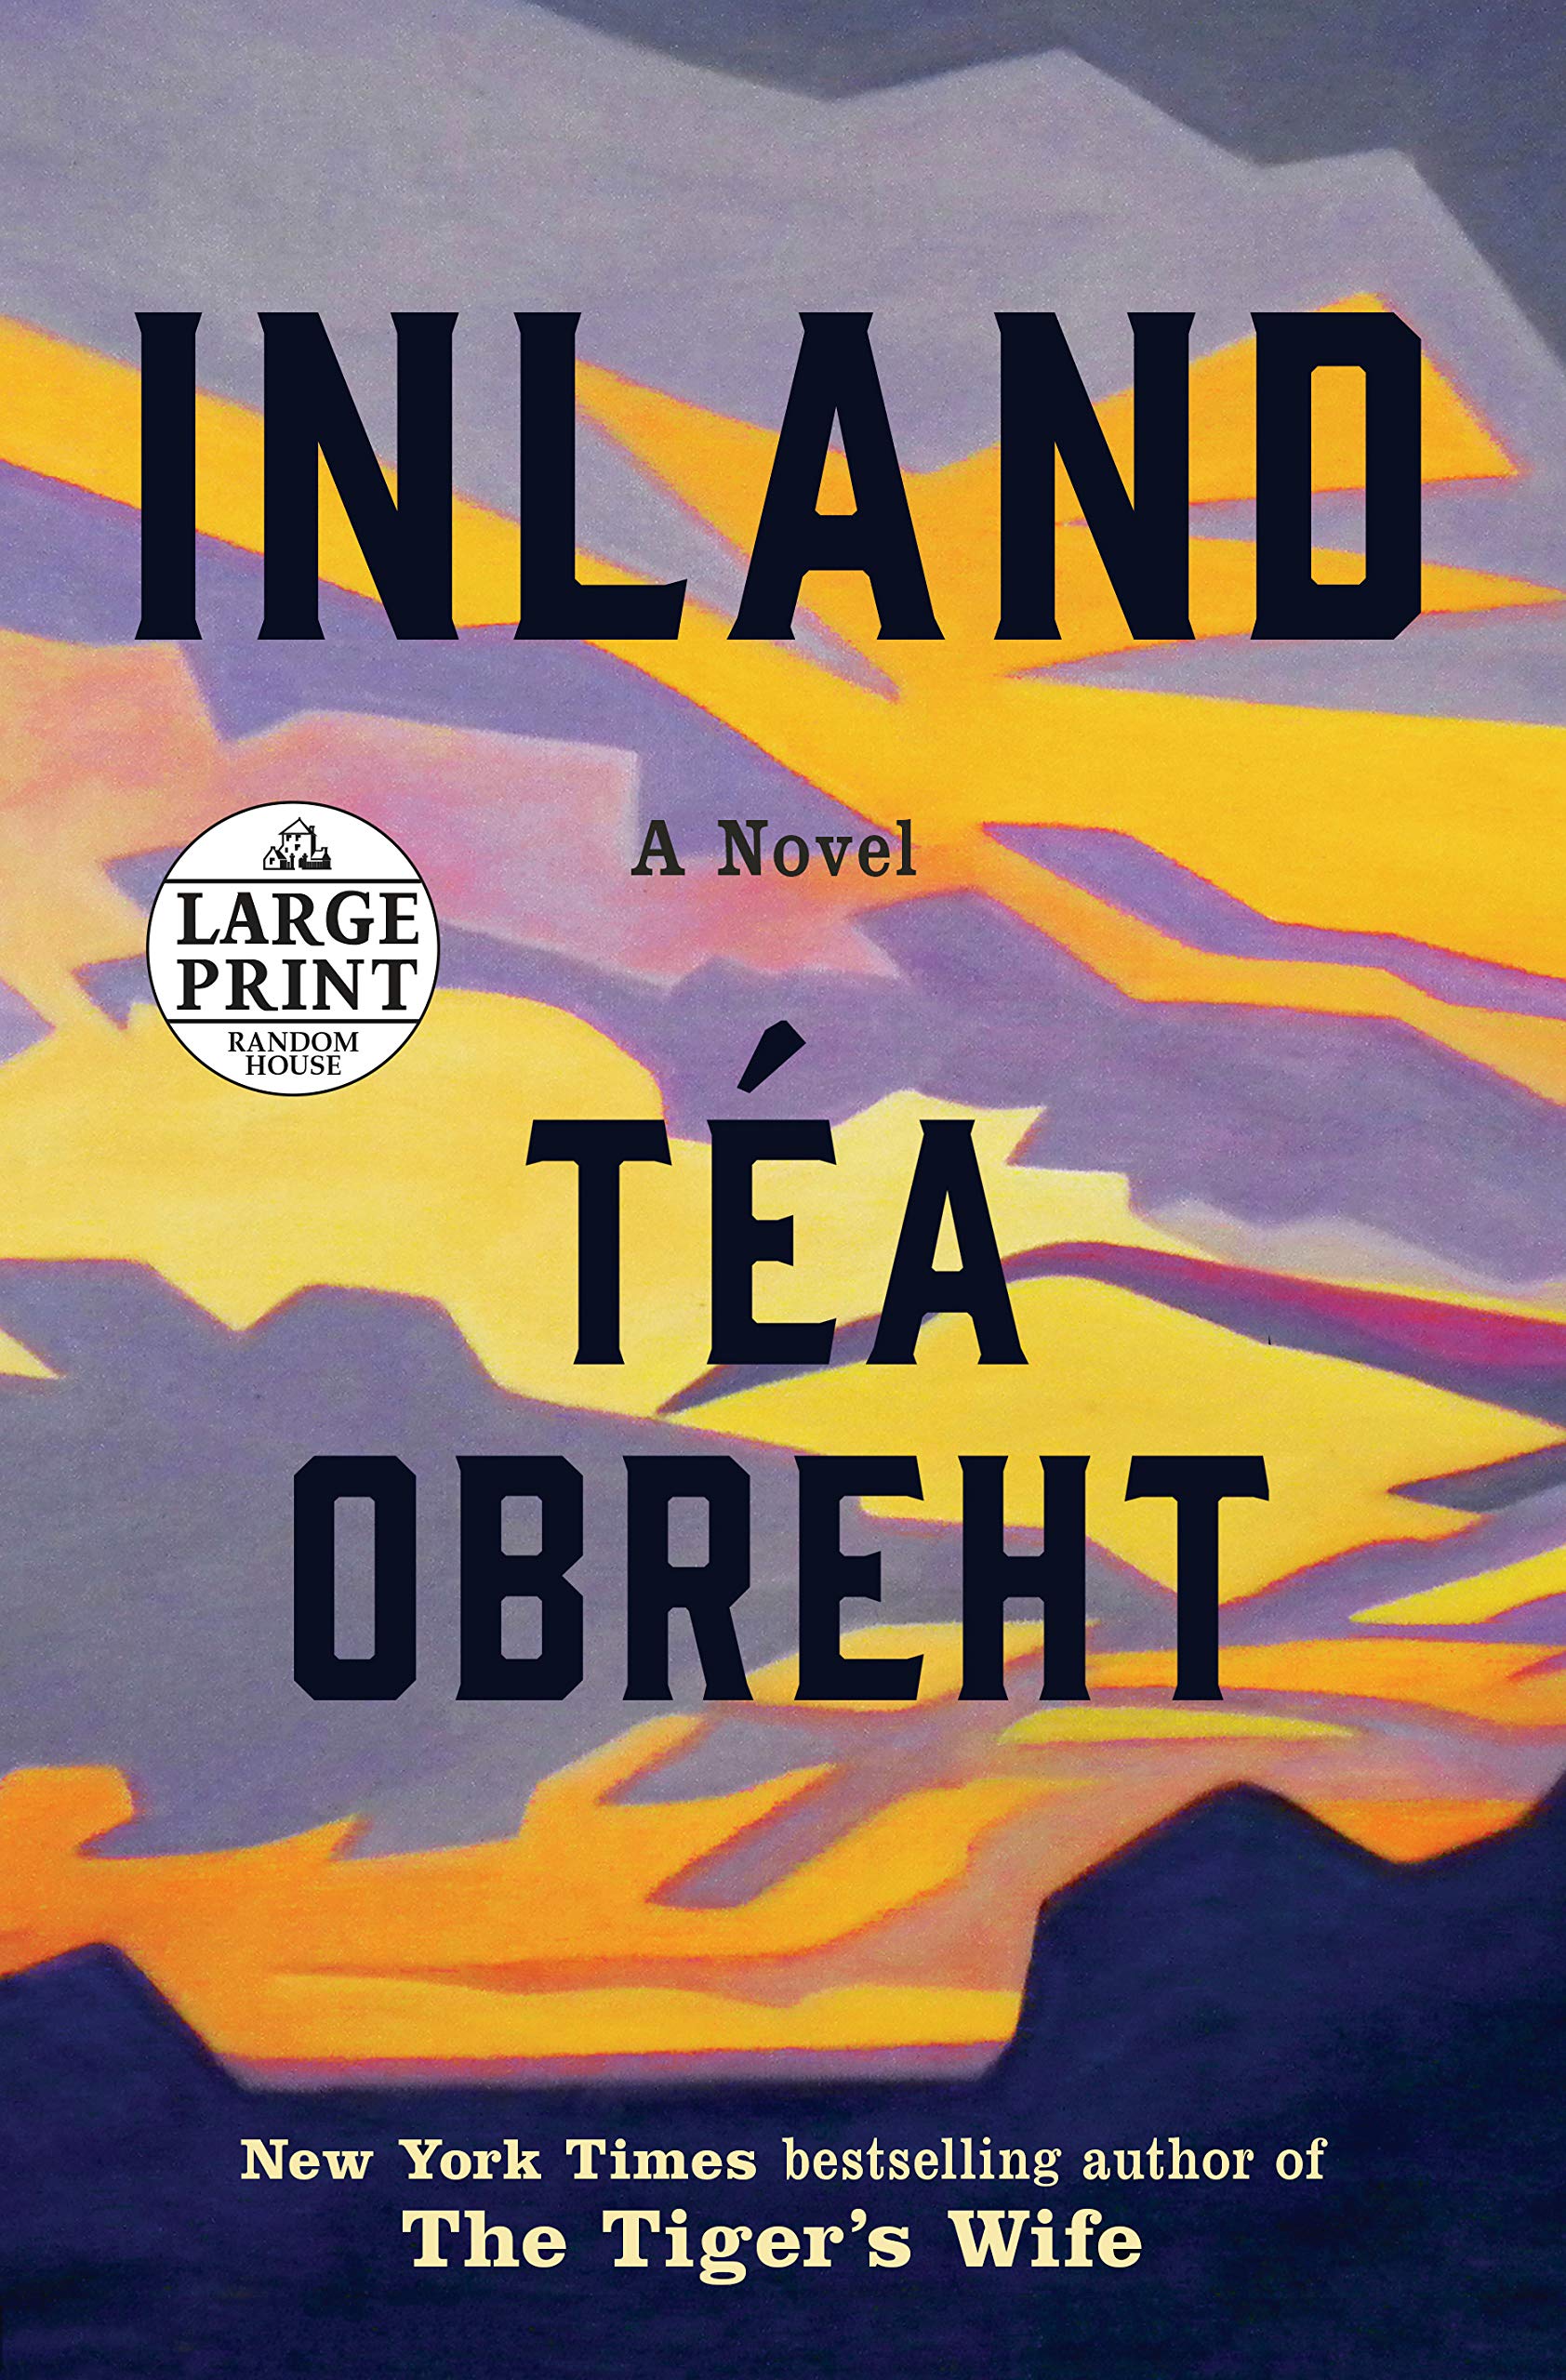 INLAND
A Novel
LARGE
PRINT
RANDOM
HOUSE
TÉA
OBREHT
New York Times bestselling author of
The Tiger's Wife